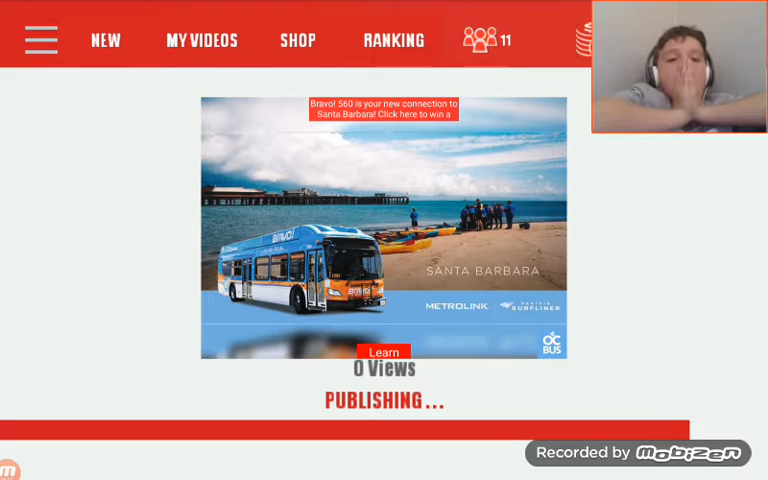 NEW MY VIDEOS SHOP RANKING 11
Bravo! 560 is your new connection to
Santa Barbara! Click here to win a
BRAVO!
BRAVO!
SANTA BARBARA
METROLINK PACIFIC SURFLINER
OC BUS
Learn
0 Views
PUBLISHING...
Recorded by mobizen
m